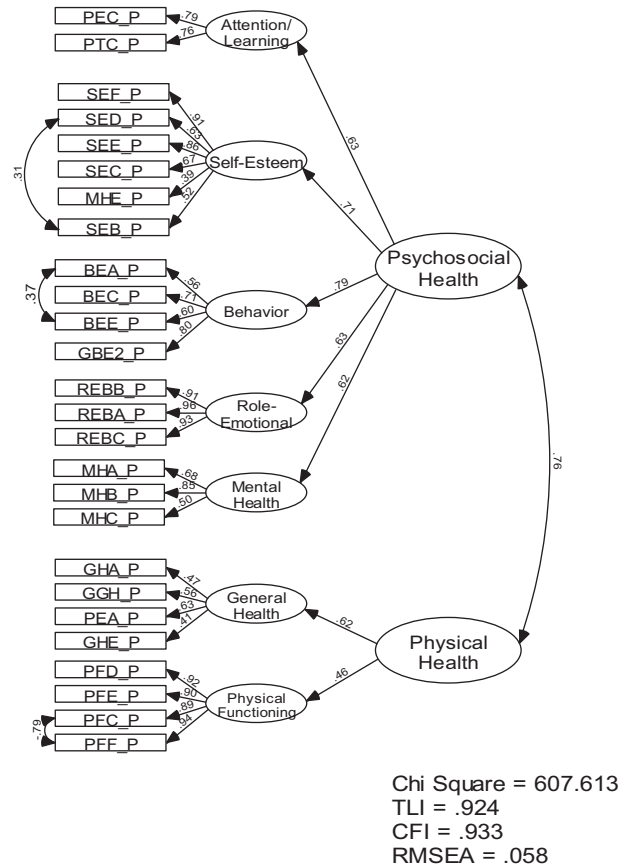 PEC_P
.79
PTC_P
.76
Attention/
Learning
.63
SEF_P
.91
SED_P
.63
SEE_P
.86
SEC_P
.67
MHE_P
.39
SEB_P
.52
.31
Self-Esteem
.71
Psychosocial
Health
BEA_P
.56
BEC_P
.71
BEE_P
.60
GBE2_P
.80
.37
Behavior
.79
REBB_P
.91
REBA_P
.96
REBC_P
.93
Role-
Emotional
.63
MHA_P
.68
MHB_P
.85
MHC_P
.50
Mental
Health
.62
.76
GHA_P
.47
GGH_P
.56
PEA_P
.63
GHE_P
.41
General
Health
.62
Physical
Health
PFD_P
.92
PFE_P
.90
PFC_P
.89
PFF_P
.94
-.79
Physical
Functioning
.46
Chi Square = 607.613
TLI = .924
CFI = .933
RMSEA = .058